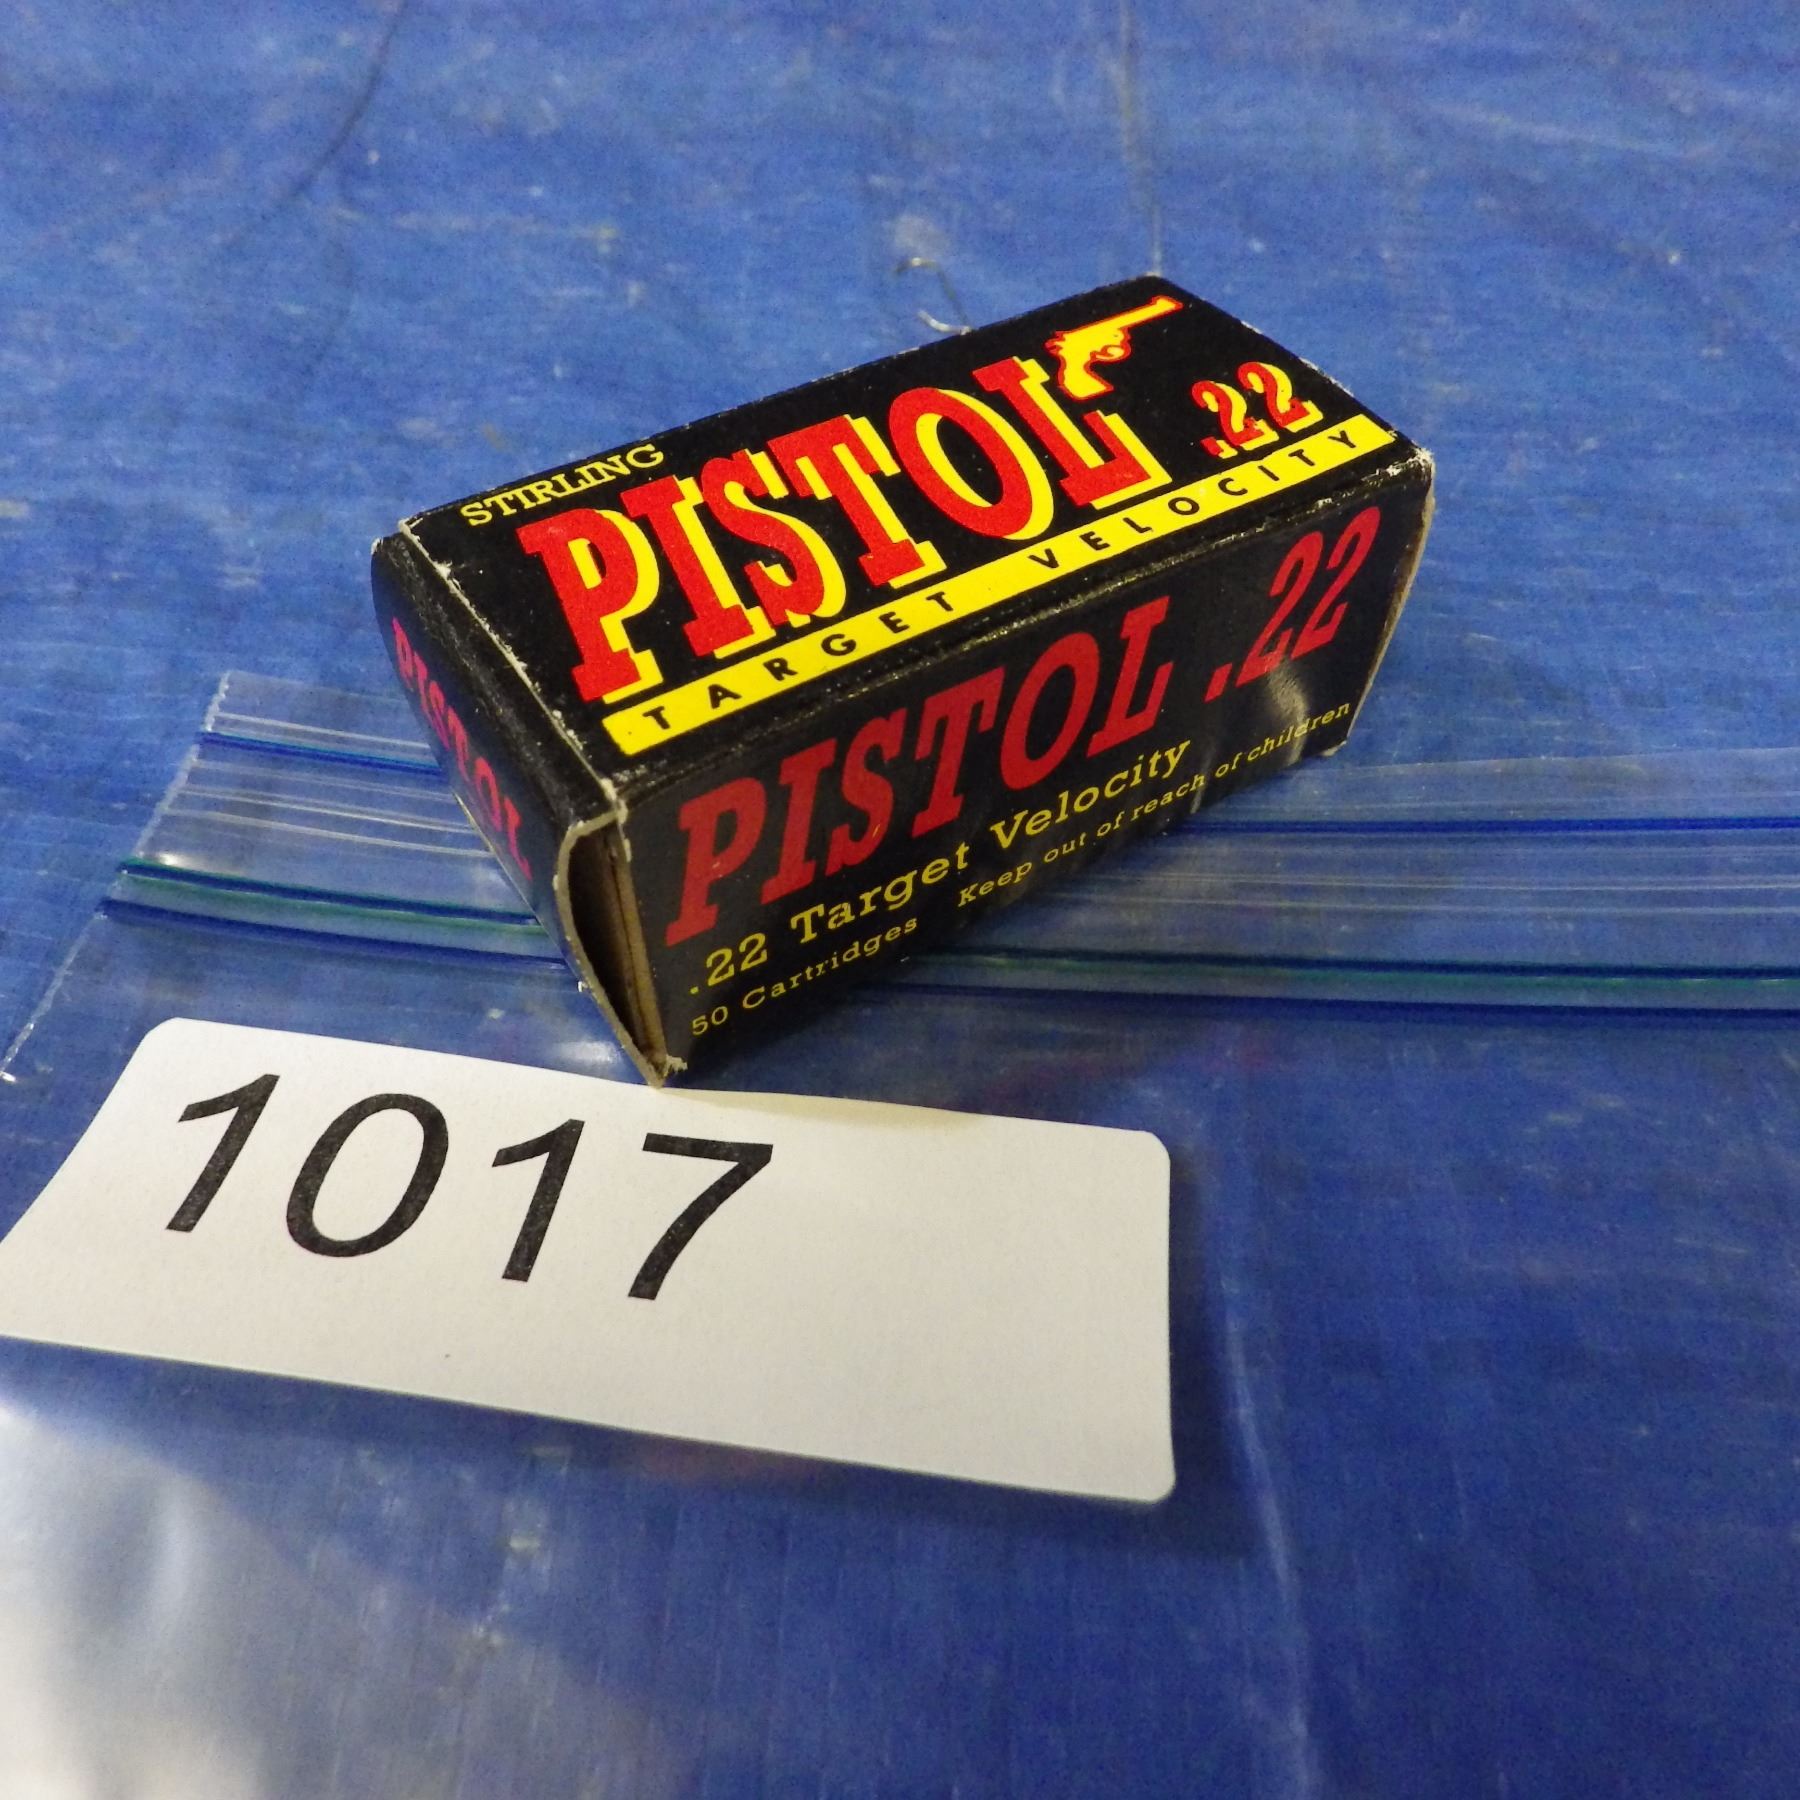 STIRLING
PISTOL .22
TARGET VELOCITY
PISTOL
PISTOL .22
.22 Target Velocity
50 Cartridges Keep out of reach of children
1017